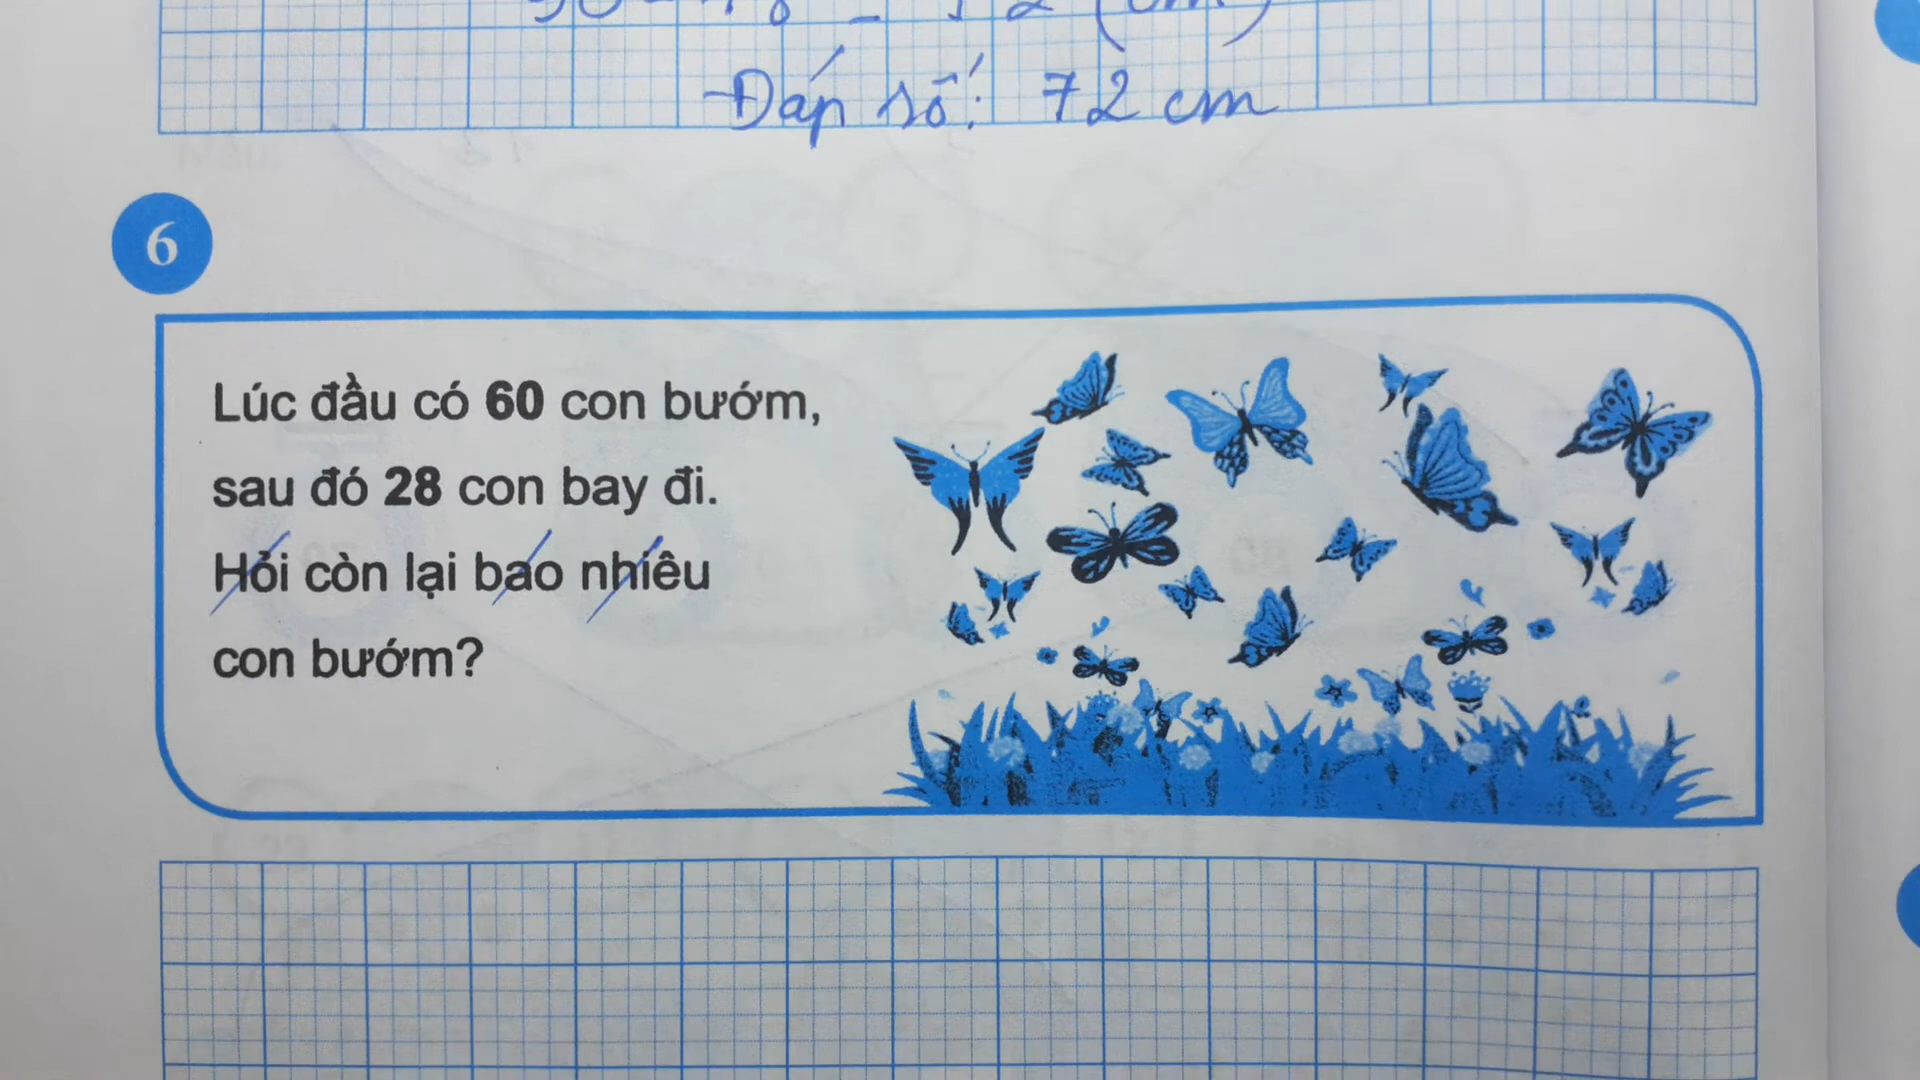 Đáp số: 72 cm
6
Lúc đầu có 60 con bướm,
sau đó 28 con bay đi.
Hỏi còn lại bao nhiêu
con bướm?